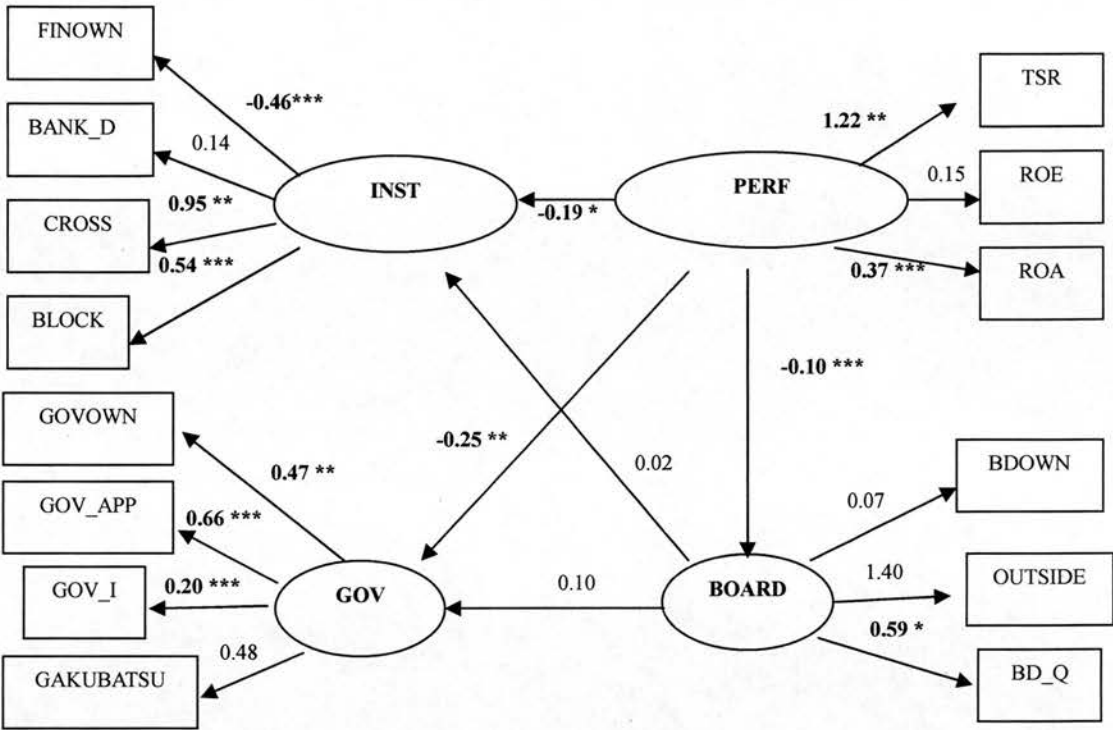 FINOWN
-0.46***
TSR
1.22 **
BANK_D
0.14
INST
PERF
0.15
ROE
CROSS
0.95 **
-0.19 *
0.54 ***
0.37 ***
ROA
BLOCK
-0.10 ***
GOVOWN
-0.25 **
0.47 **
0.02
BDOWN
0.07
GOV_APP
0.66 ***
GOV_I
0.20 ***
GOV
0.10
BOARD
1.40
OUTSIDE
0.59 *
GAKUBATSU
0.48
BD_Q